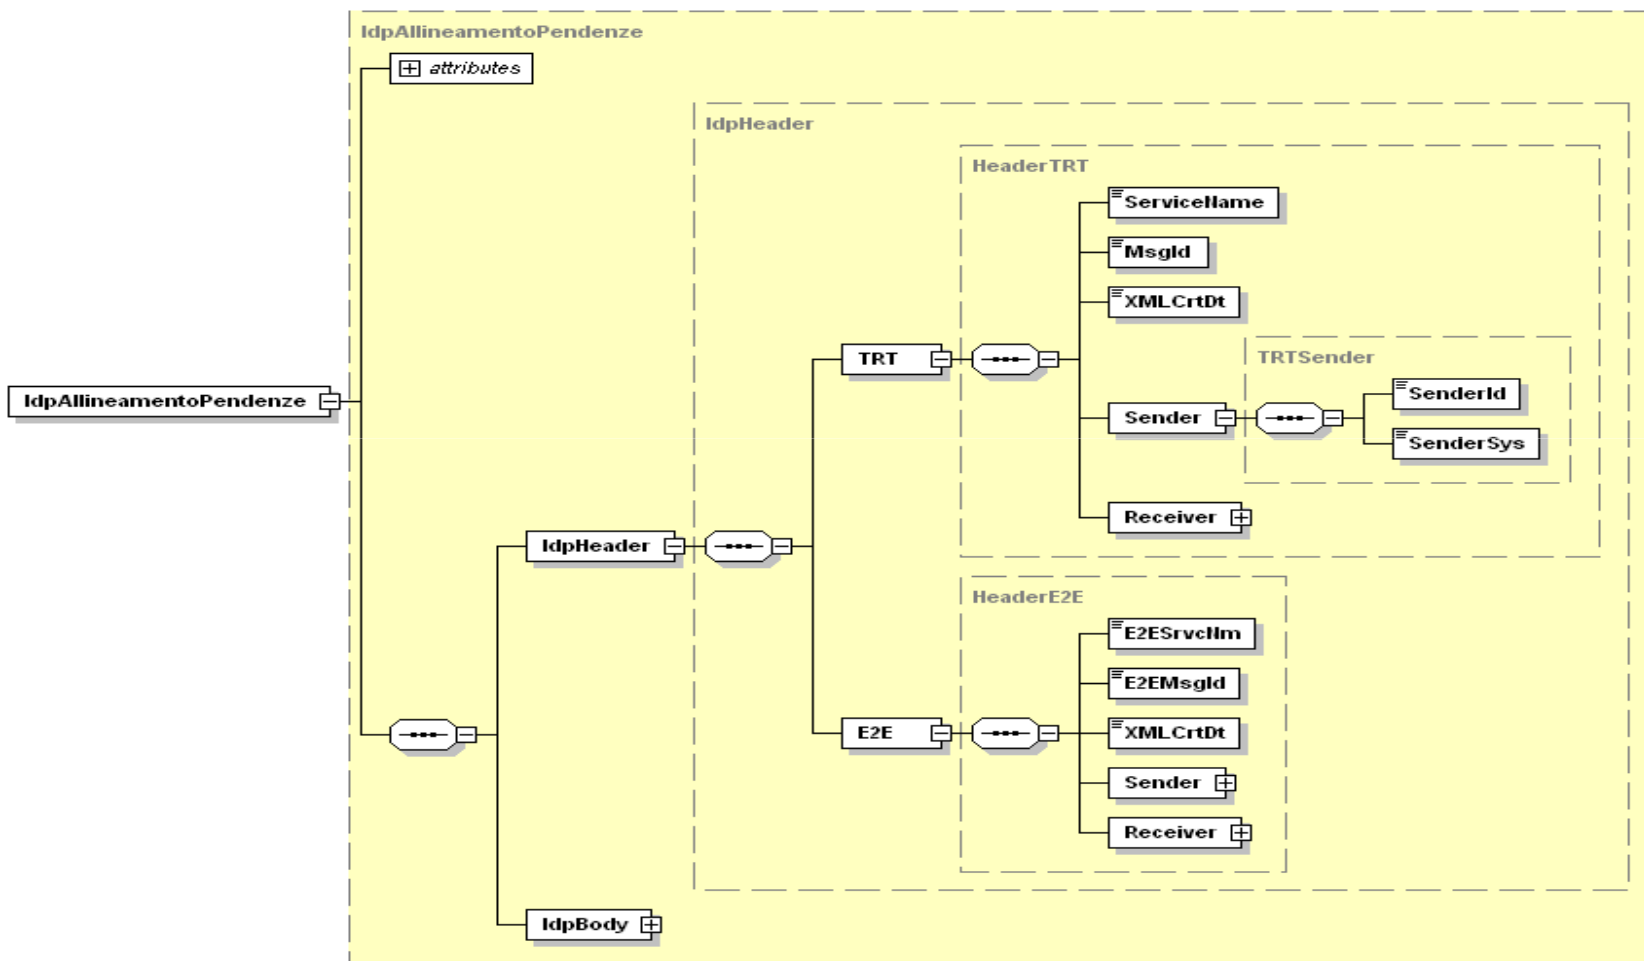 IdpAllineamentoPendenze
attributes
IdpHeader
HeaderTRT
ServiceName
MsgId
XMLCrtDt
TRT
TRTSender
SenderId
IdpAllineamentoPendenze
Sender
SenderSys
Receiver
IdpHeader
HeaderE2E
E2ESrvcNm
E2EMsgId
E2E
XMLCrtDt
Sender
Receiver
IdpBody